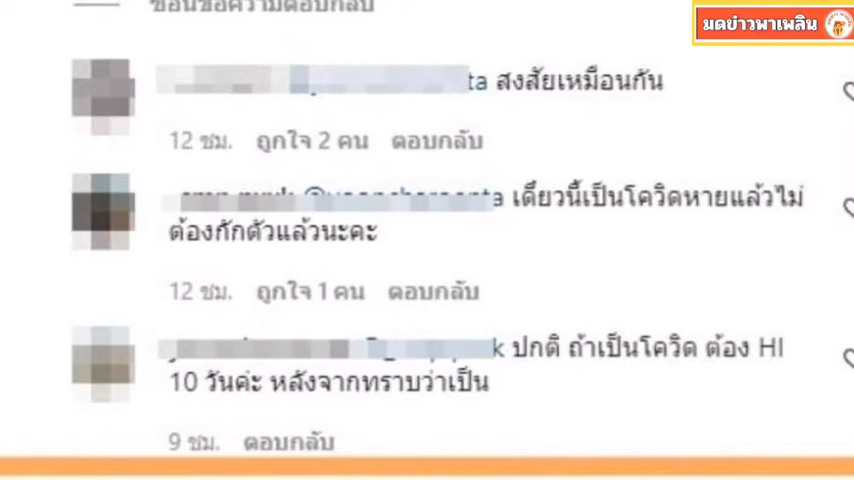 ซ่อนข้อความตอบกลับ
มดข่าวพาเพลิน
สงสัยเหมือนกัน
12 ชม. ถูกใจ 2 คน ตอบกลับ
เดี๋ยวนี้เป็นโควิดหายแล้วไม่
ต้องกักตัวแล้วนะคะ
12 ชม. ถูกใจ 1 คน ตอบกลับ
ปกติ ถ้าเป็นโควิด ต้อง HI
10 วันค่ะ หลังจากทราบว่าเป็น
9 ชม. ตอบกลับ